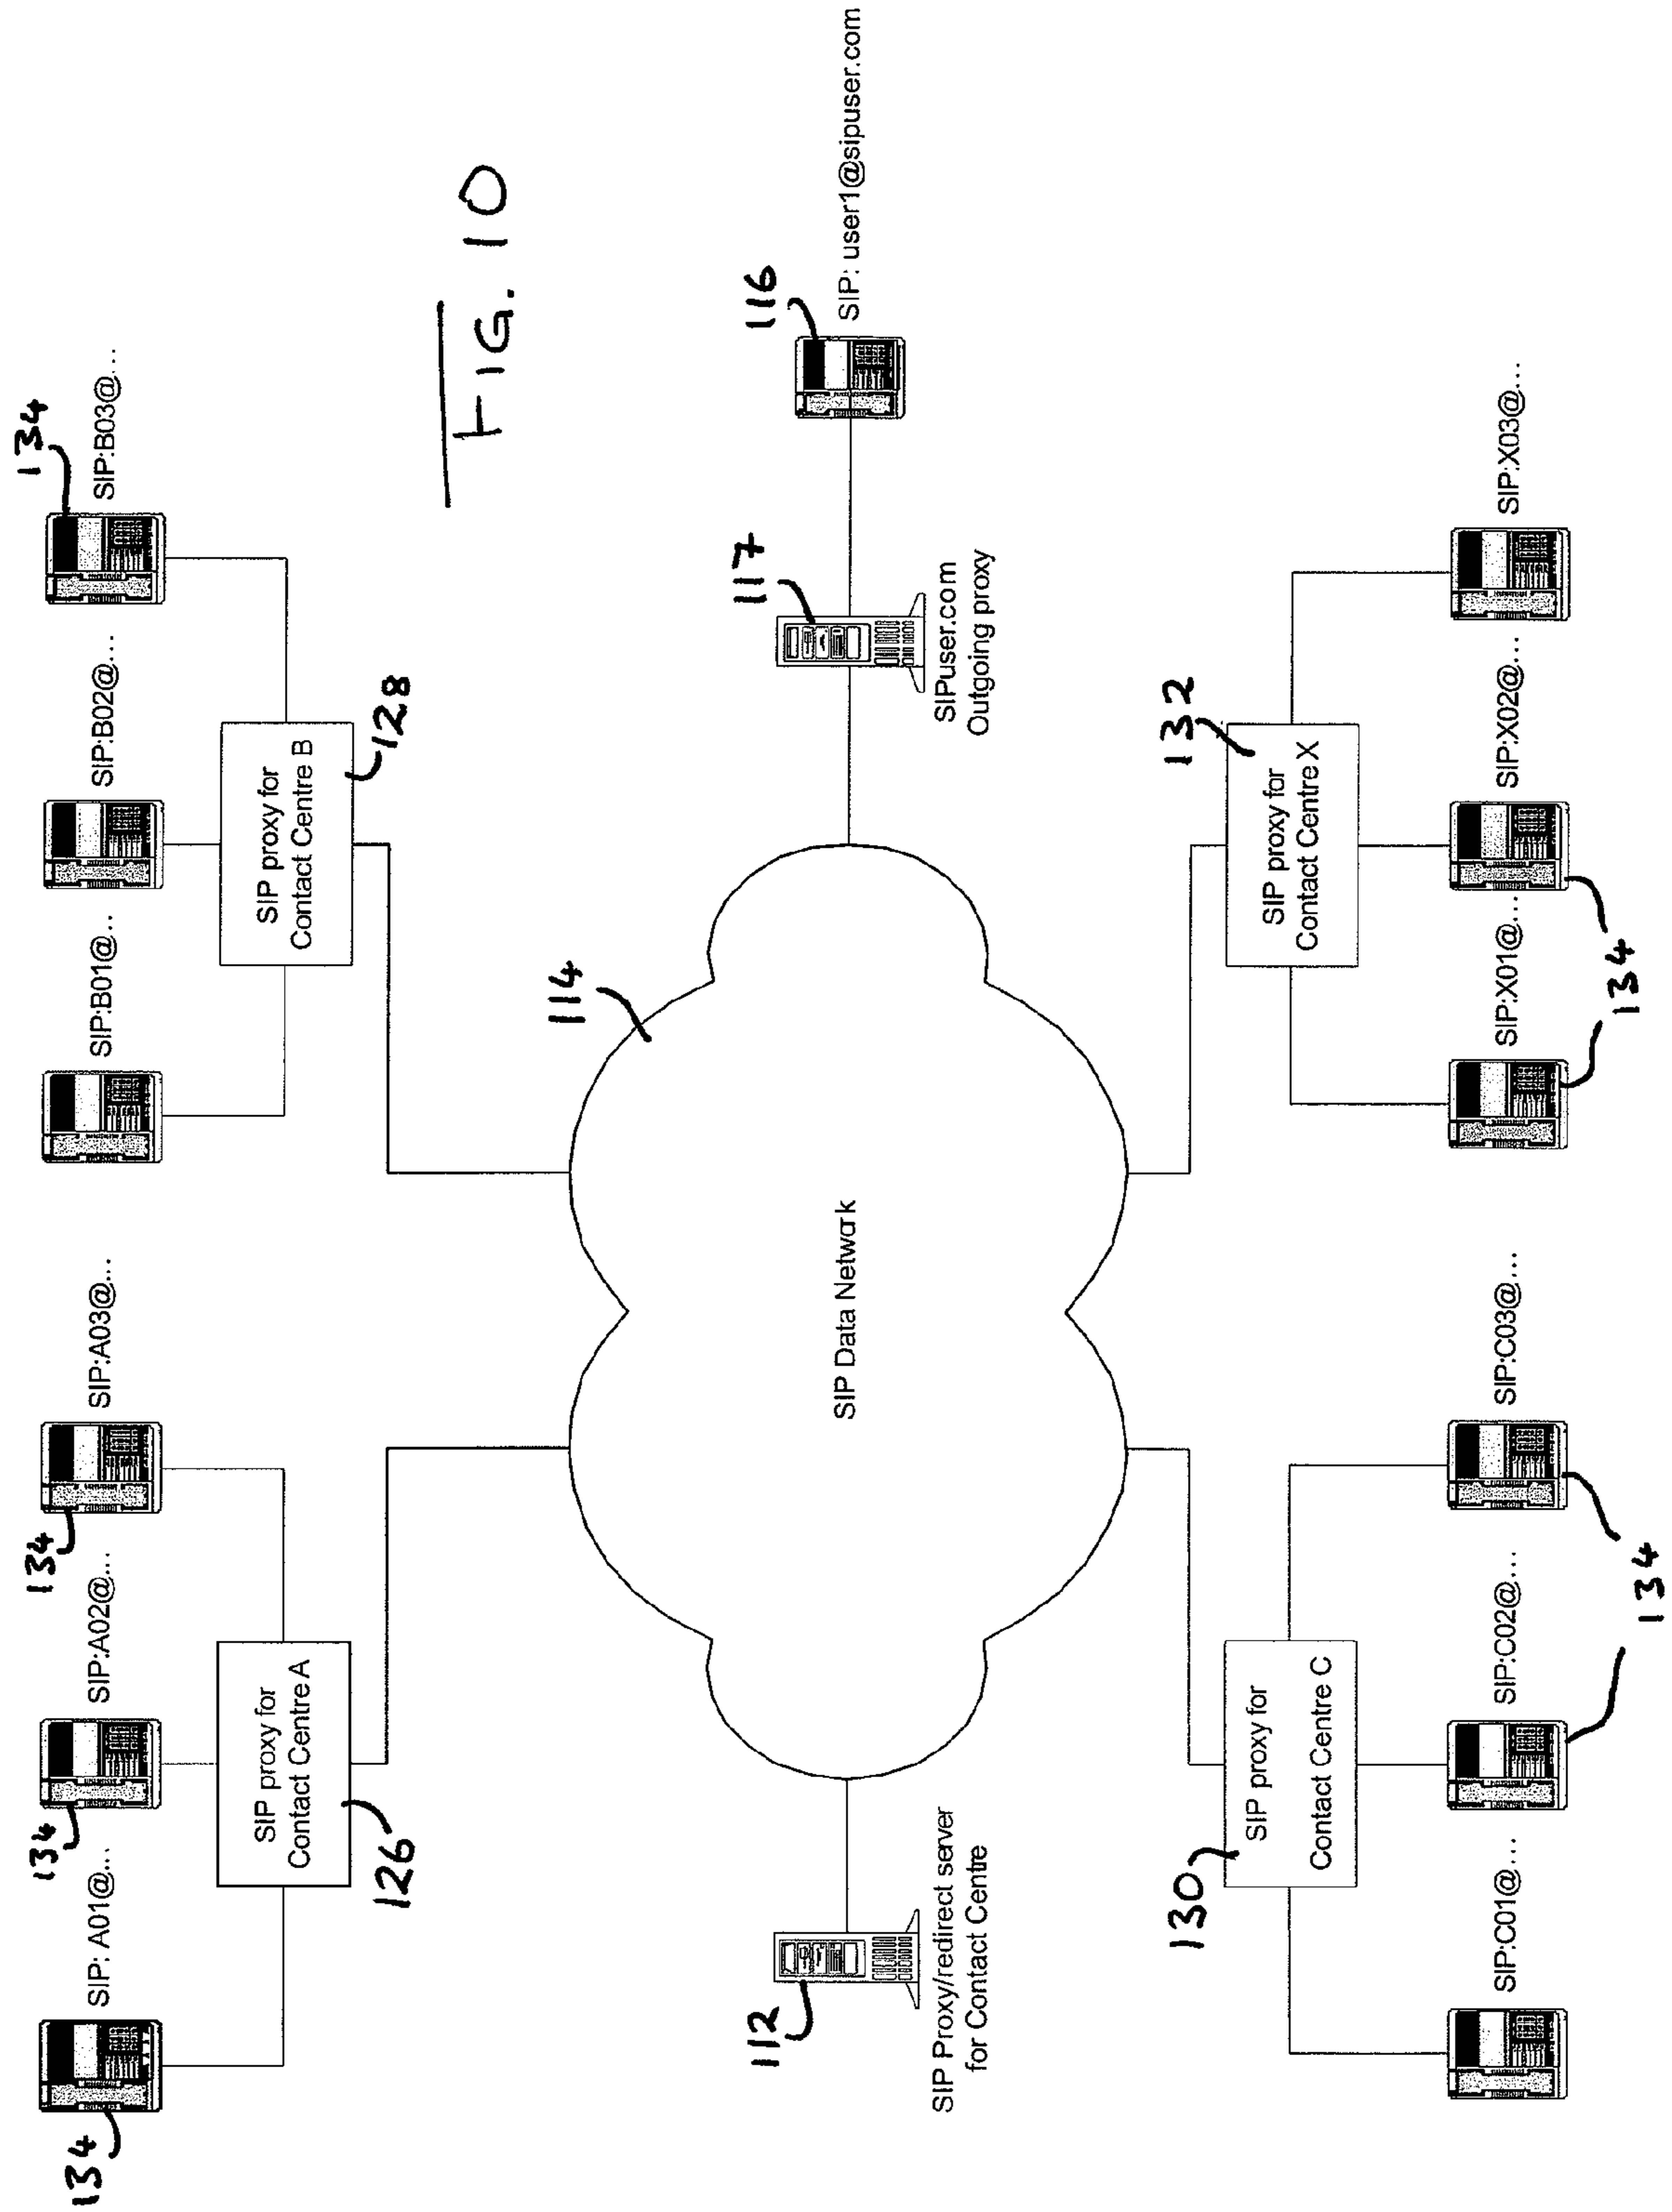 134
SIP: A01@...
134
SIP:A02@...
134
SIP:A03@...
SIP:B01@...
SIP:B02@...
134
SIP:B03@...
SIP proxy for
Contact Centre A
126
SIP proxy for
Contact Centre B
128
FIG. 10
114
SIP Data Network
112
SIP Proxy/redirect server
for Contact Centre
117
SIPuser.com
Outgoing proxy
116
SIP: user1@sipuser.com
130
SIP proxy for
Contact Centre C
132
SIP proxy for
Contact Centre X
SIP:C01@...
SIP:C02@...
SIP:C03@...
134
SIP:X01@...
SIP:X02@...
SIP:X03@...
134